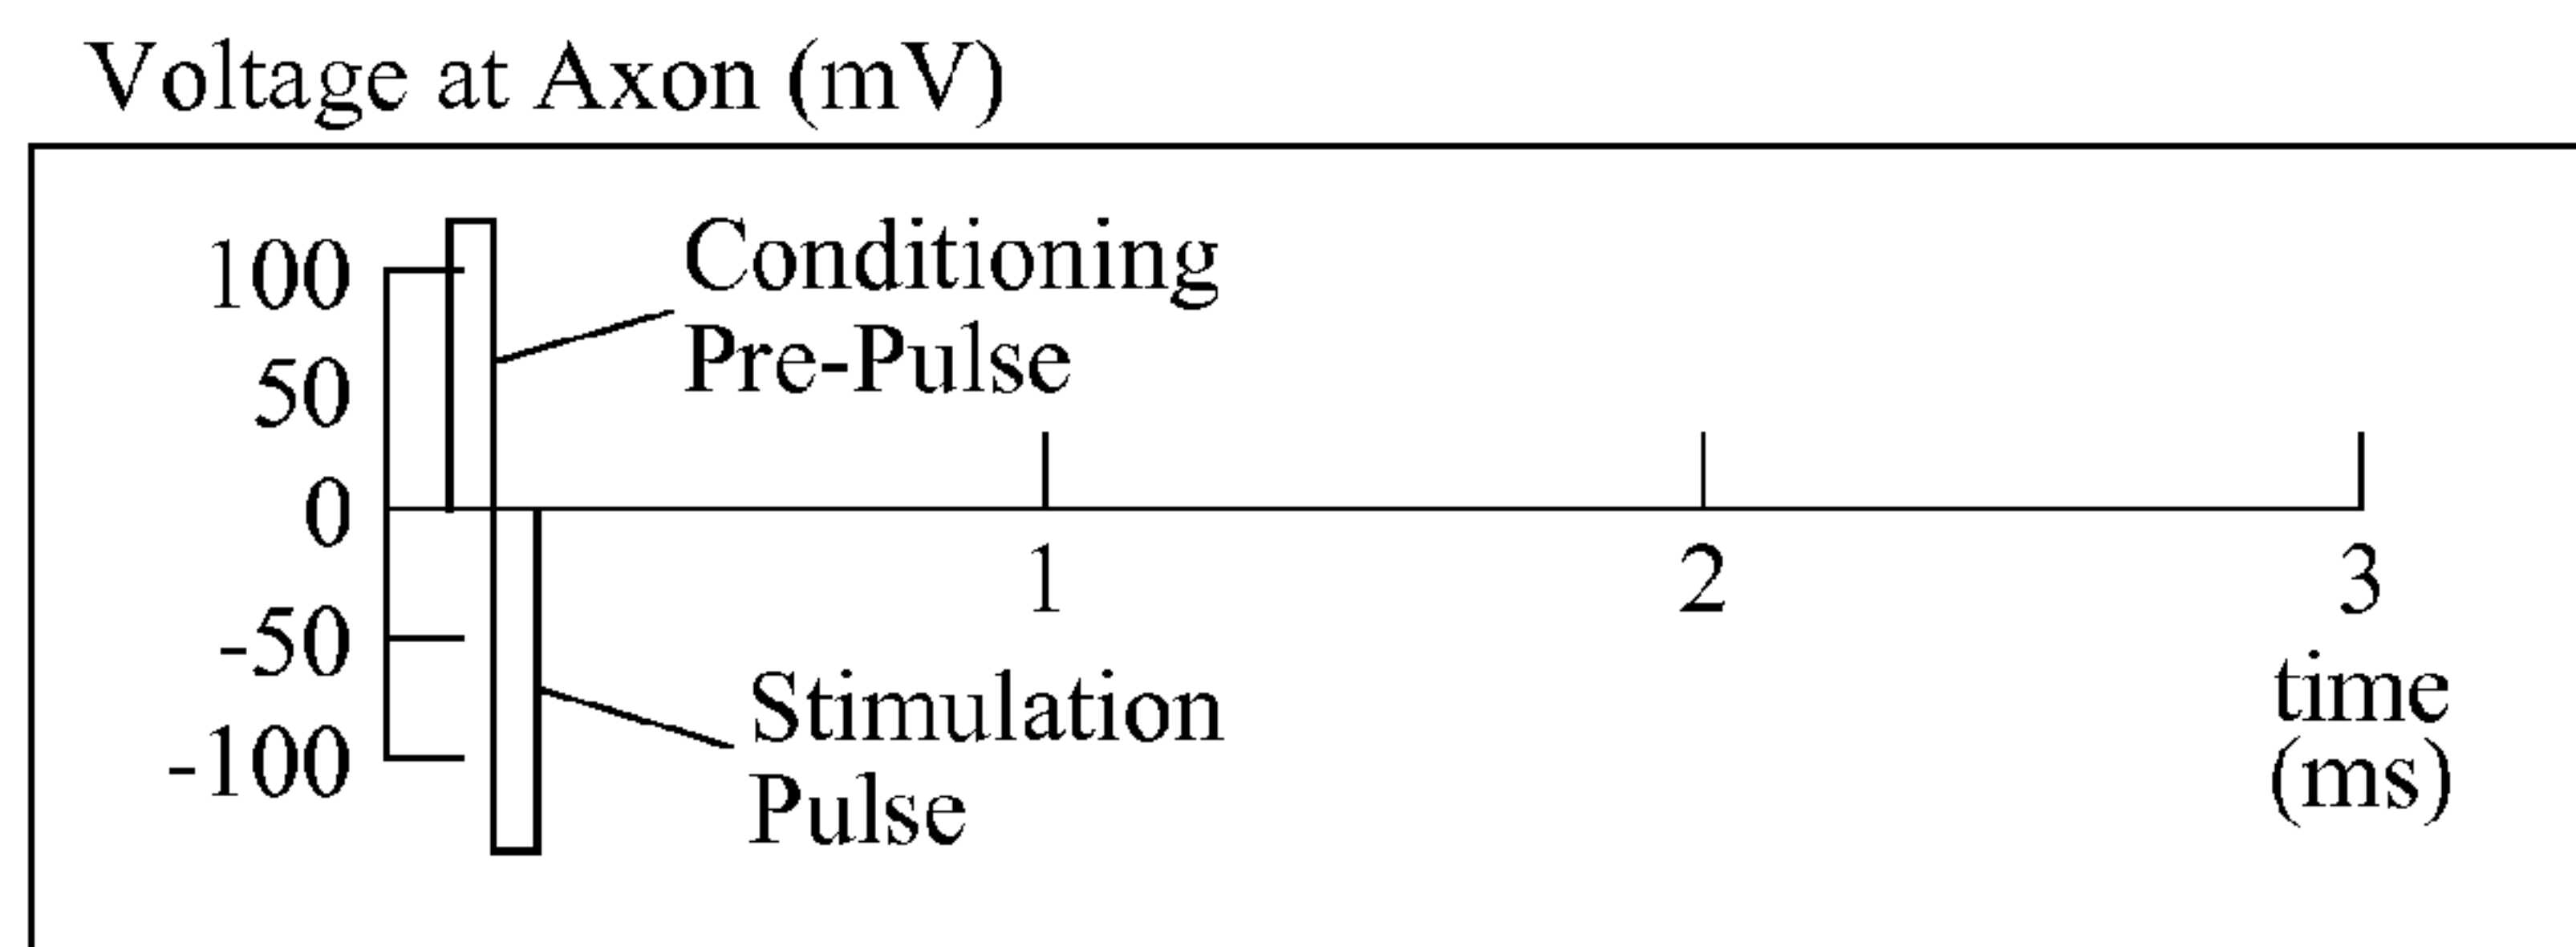 Voltage at Axon (mV)
100
50
0
-50
-100
Conditioning
Pre-Pulse
1
2
3
Stimulation
Pulse
time
(ms)